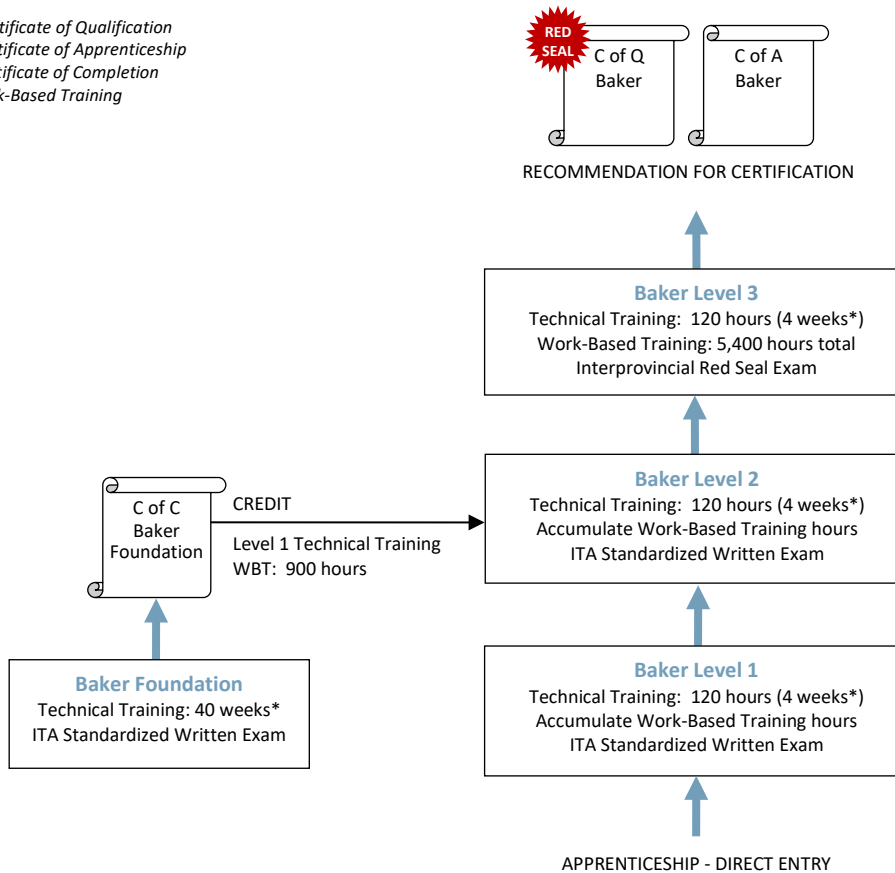 of Qualification
of Apprenticeship
of Completion
Training
RED
SEAL
C of Q
Baker
C of A
Baker
RECOMMENDATION FOR CERTIFICATION
Baker Level 3
Technical Training: 120 hours (4 weeks*)
Work-Based Training: 5,400 hours total
Interprovincial Red Seal Exam
Baker Level 2
Technical Training: 120 hours (4 weeks*)
Accumulate Work-Based Training hours
ITA Standardized Written Exam
C of C
Baker
Foundation
CREDIT
Level 1 Technical Training
WBT: 900 hours
Baker Foundation
Technical Training: 40 weeks*
ITA Standardized Written Exam
Baker Level 1
Technical Training: 120 hours (4 weeks*)
Accumulate Work-Based Training hours
ITA Standardized Written Exam
APPRENTICESHIP - DIRECT ENTRY